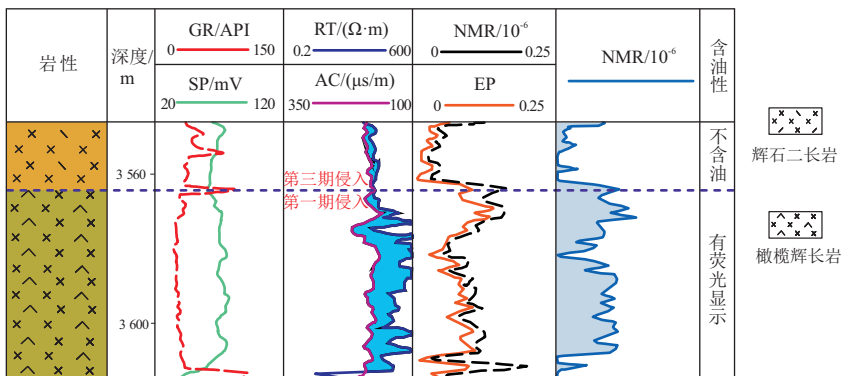 岩性
深度/
m
GR/API
0 150
SP/mV
20 120
RT/(Ω·m)
0.2 600
AC/(μs/m)
350 100
NMR/10⁻⁶
0 0.25
EP
0 0.25
NMR/10⁻⁶
含油性
3 560
3 600
第三期侵入
第一期侵入
不含油
有荧光显示
辉石二长岩
橄榄辉长岩